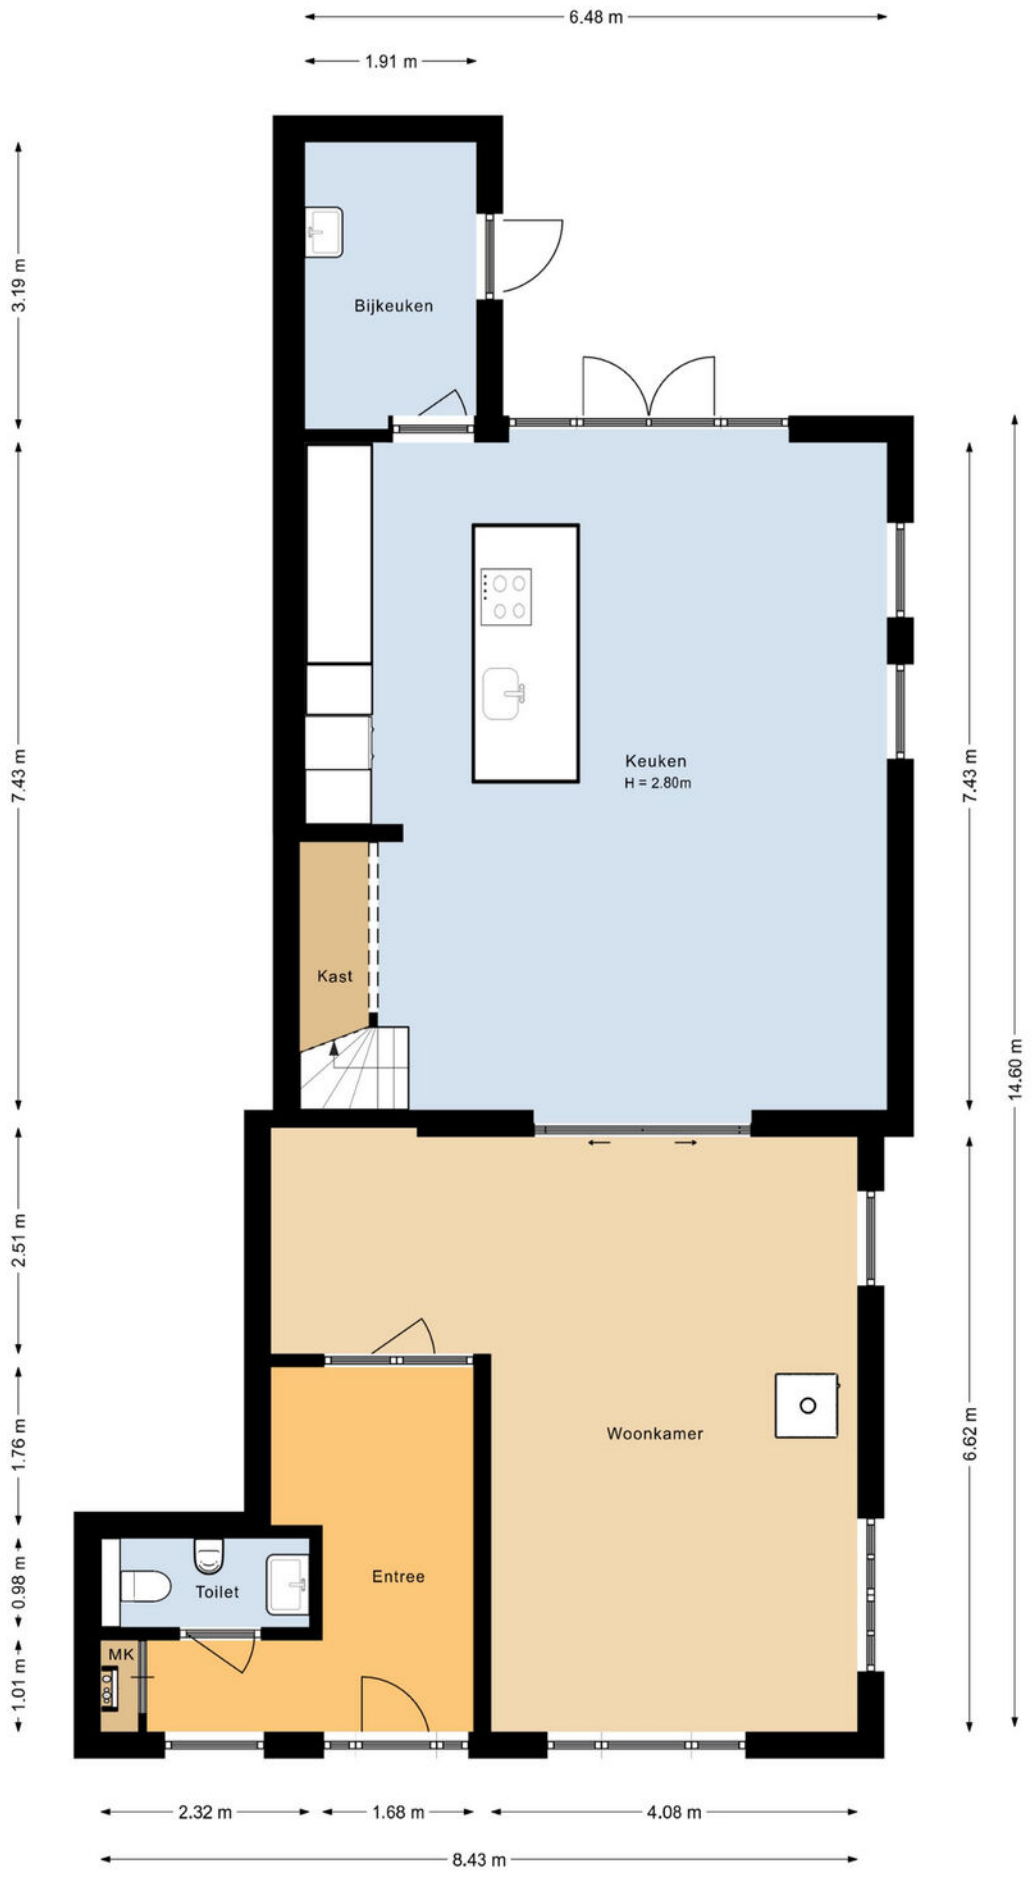 6.48 m
1.91 m
3.19 m
Bijkeuken
7.43 m
Keuken
H = 2.80m
7.43 m
14.60 m
Kast
2.51 m
6.62 m
1.76 m
Woonkamer
0.98 m
Toilet
Entree
1.01 m
MK
2.32 m
1.68 m
4.08 m
8.43 m